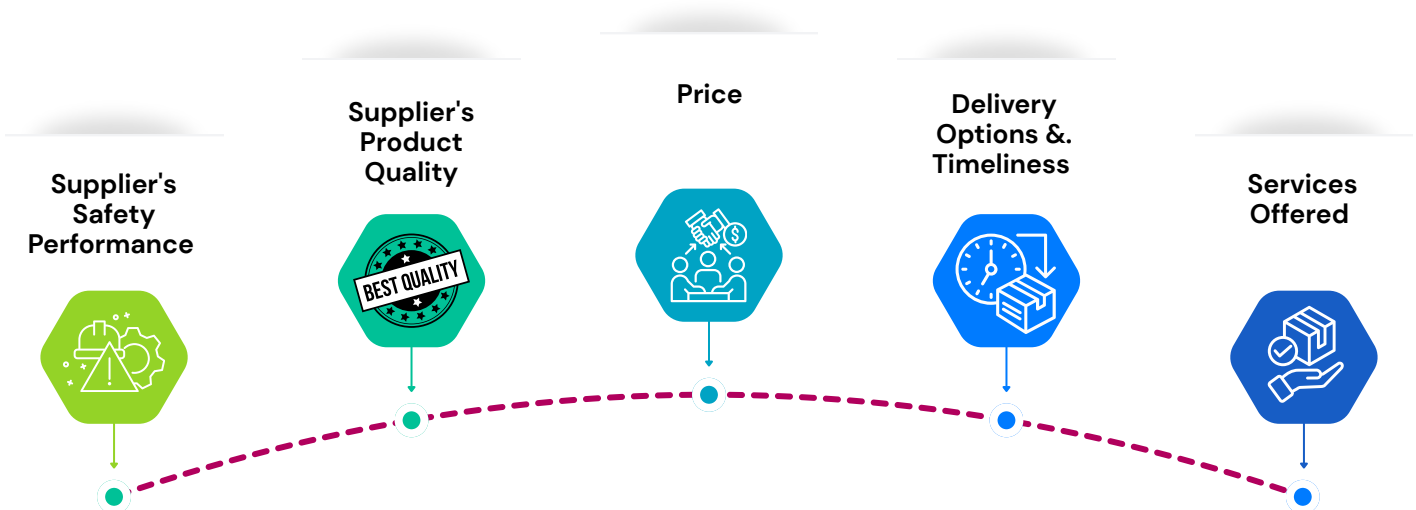 Supplier's
Safety
Performance
Supplier's
Product
Quality
BEST QUALITY
Price
$
Delivery
Options &.
Timeliness
Services
Offered